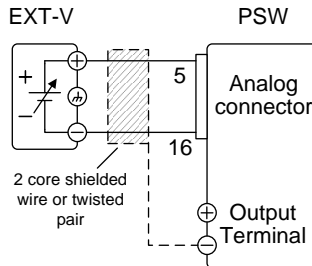 EXT-V
PSW
5
Analog
connector
16
2 core shielded
wire or twisted
pair
Output
Terminal